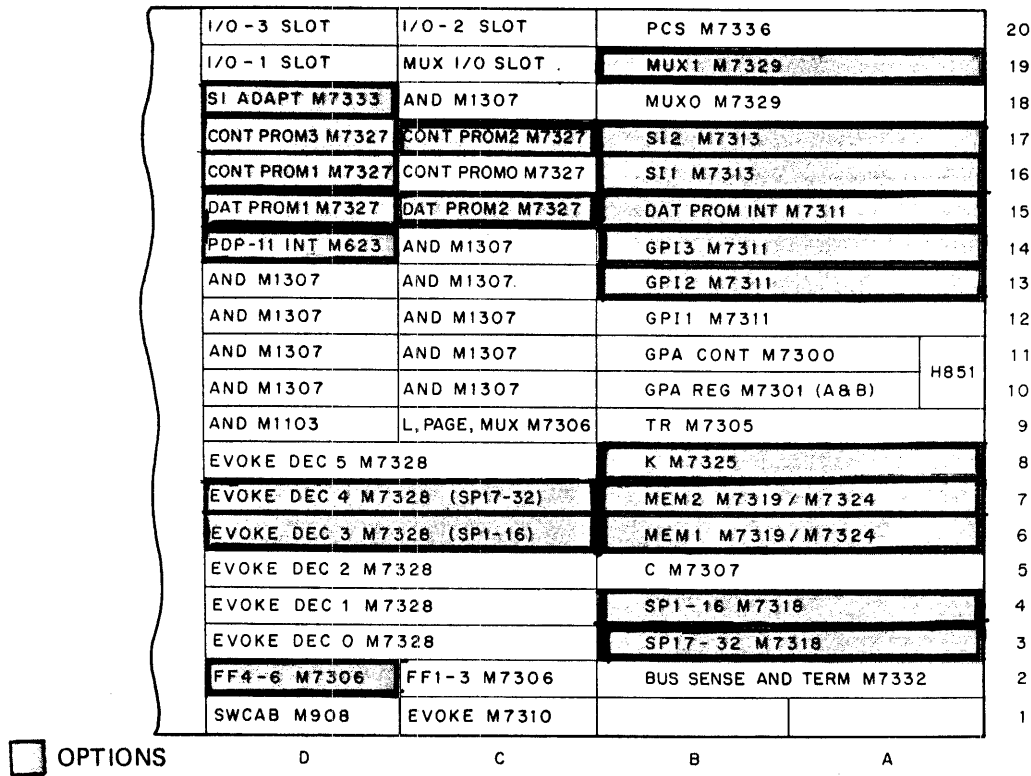 I/O-3 SLOT I/O-2 SLOT PCS M7336 20
I/O-1 SLOT MUX I/O SLOT. MUX1 M7329 19
SI ADAPT M7333 AND M1307 MUX0 M7329 18
CONT PROM3 M7327 CONT PROM2 M7327 SI2 M7313 17
CONT PROM1 M7327 CONT PROM0 M7327 SI1 M7313 16
DAT PROM1 M7327 DAT PROM2 M7327 DAT PROM INT M7311 15
PDP-11 INT M623 AND M1307 GPI3 M7311 14
AND M1307 AND M1307. GPI2 M7311 13
AND M1307 AND M1307 GPI1 M7311 12
AND M1307 AND M1307 GPA CONT M7300 11
H851
AND M1307 AND M1307 GPA REG M7301 (A&B) 10
AND M1103 L, PAGE, MUX M7306 TR M7305 9
EVOKE DEC 5 M7328 K M7325 8
EVOKE DEC 4 M7328 (SP17-32) MEM2 M7319/M7324 7
EVOKE DEC 3 M7328 (SP1-16) MEM1 M7319/M7324 6
EVOKE DEC 2 M7328 C M7307 5
EVOKE DEC 1 M7328 SP1-16 M7318 4
EVOKE DEC 0 M7328 SP17-32 M7318 3
FF4-6 M7306 FF1-3 M7306 BUS SENSE AND TERM M7332 2
SWCAB M908 EVOKE M7310 1
OPTIONS D C B A